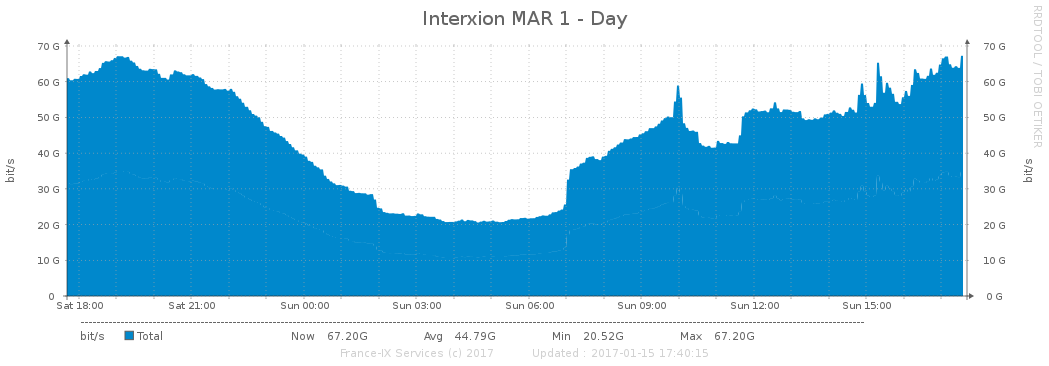 Interxion MAR 1 - Day
RRDTOOL / TOBI OETIKER
bit/s
70 G 70 G
60 G 60 G
50 G 50 G
40 G 40 G
30 G 30 G
20 G 20 G
10 G 10 G
0 0 G
bit/s
Sat 18:00 Sat 21:00 Sun 00:00 Sun 03:00 Sun 06:00 Sun 09:00 Sun 12:00 Sun 15:00
bit/s Total Now 67.20G Avg 44.79G Min 20.52G Max 67.20G
France-IX Services (c) 2017 Updated : 2017-01-15 17:40:15